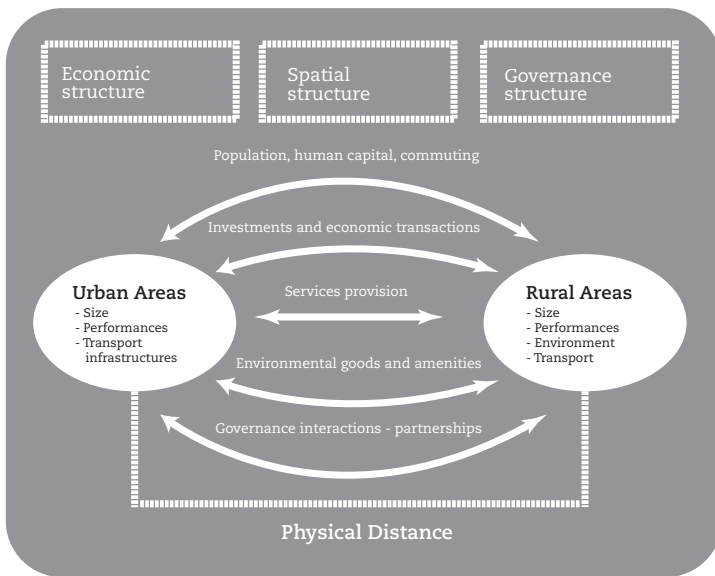 Economic
structure
Spatial
structure
Governance
structure
Population, human capital, commuting
Investments and economic transactions
Services provision
Urban Areas
- Size
- Performances
- Transport
infrastructures
Rural Areas
- Size
- Performances
- Environment
- Transport
Environmental goods and amenities
Governance interactions - partnerships
Physical Distance